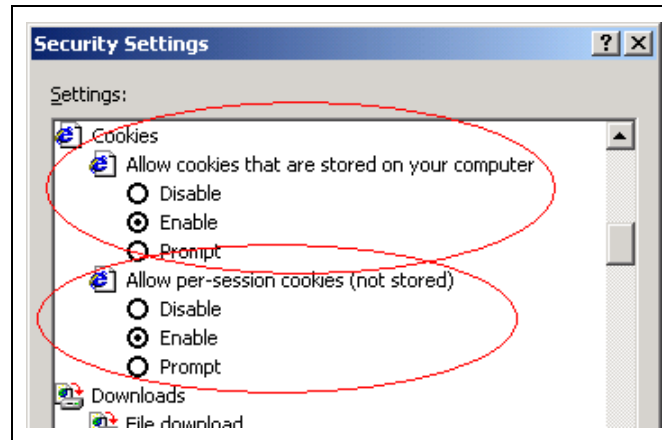 Security Settings
Settings:
Cookies
Allow cookies that are stored on your computer
Disable
Enable
Prompt
Allow per-session cookies (not stored)
Disable
Enable
Prompt
Downloads
File download